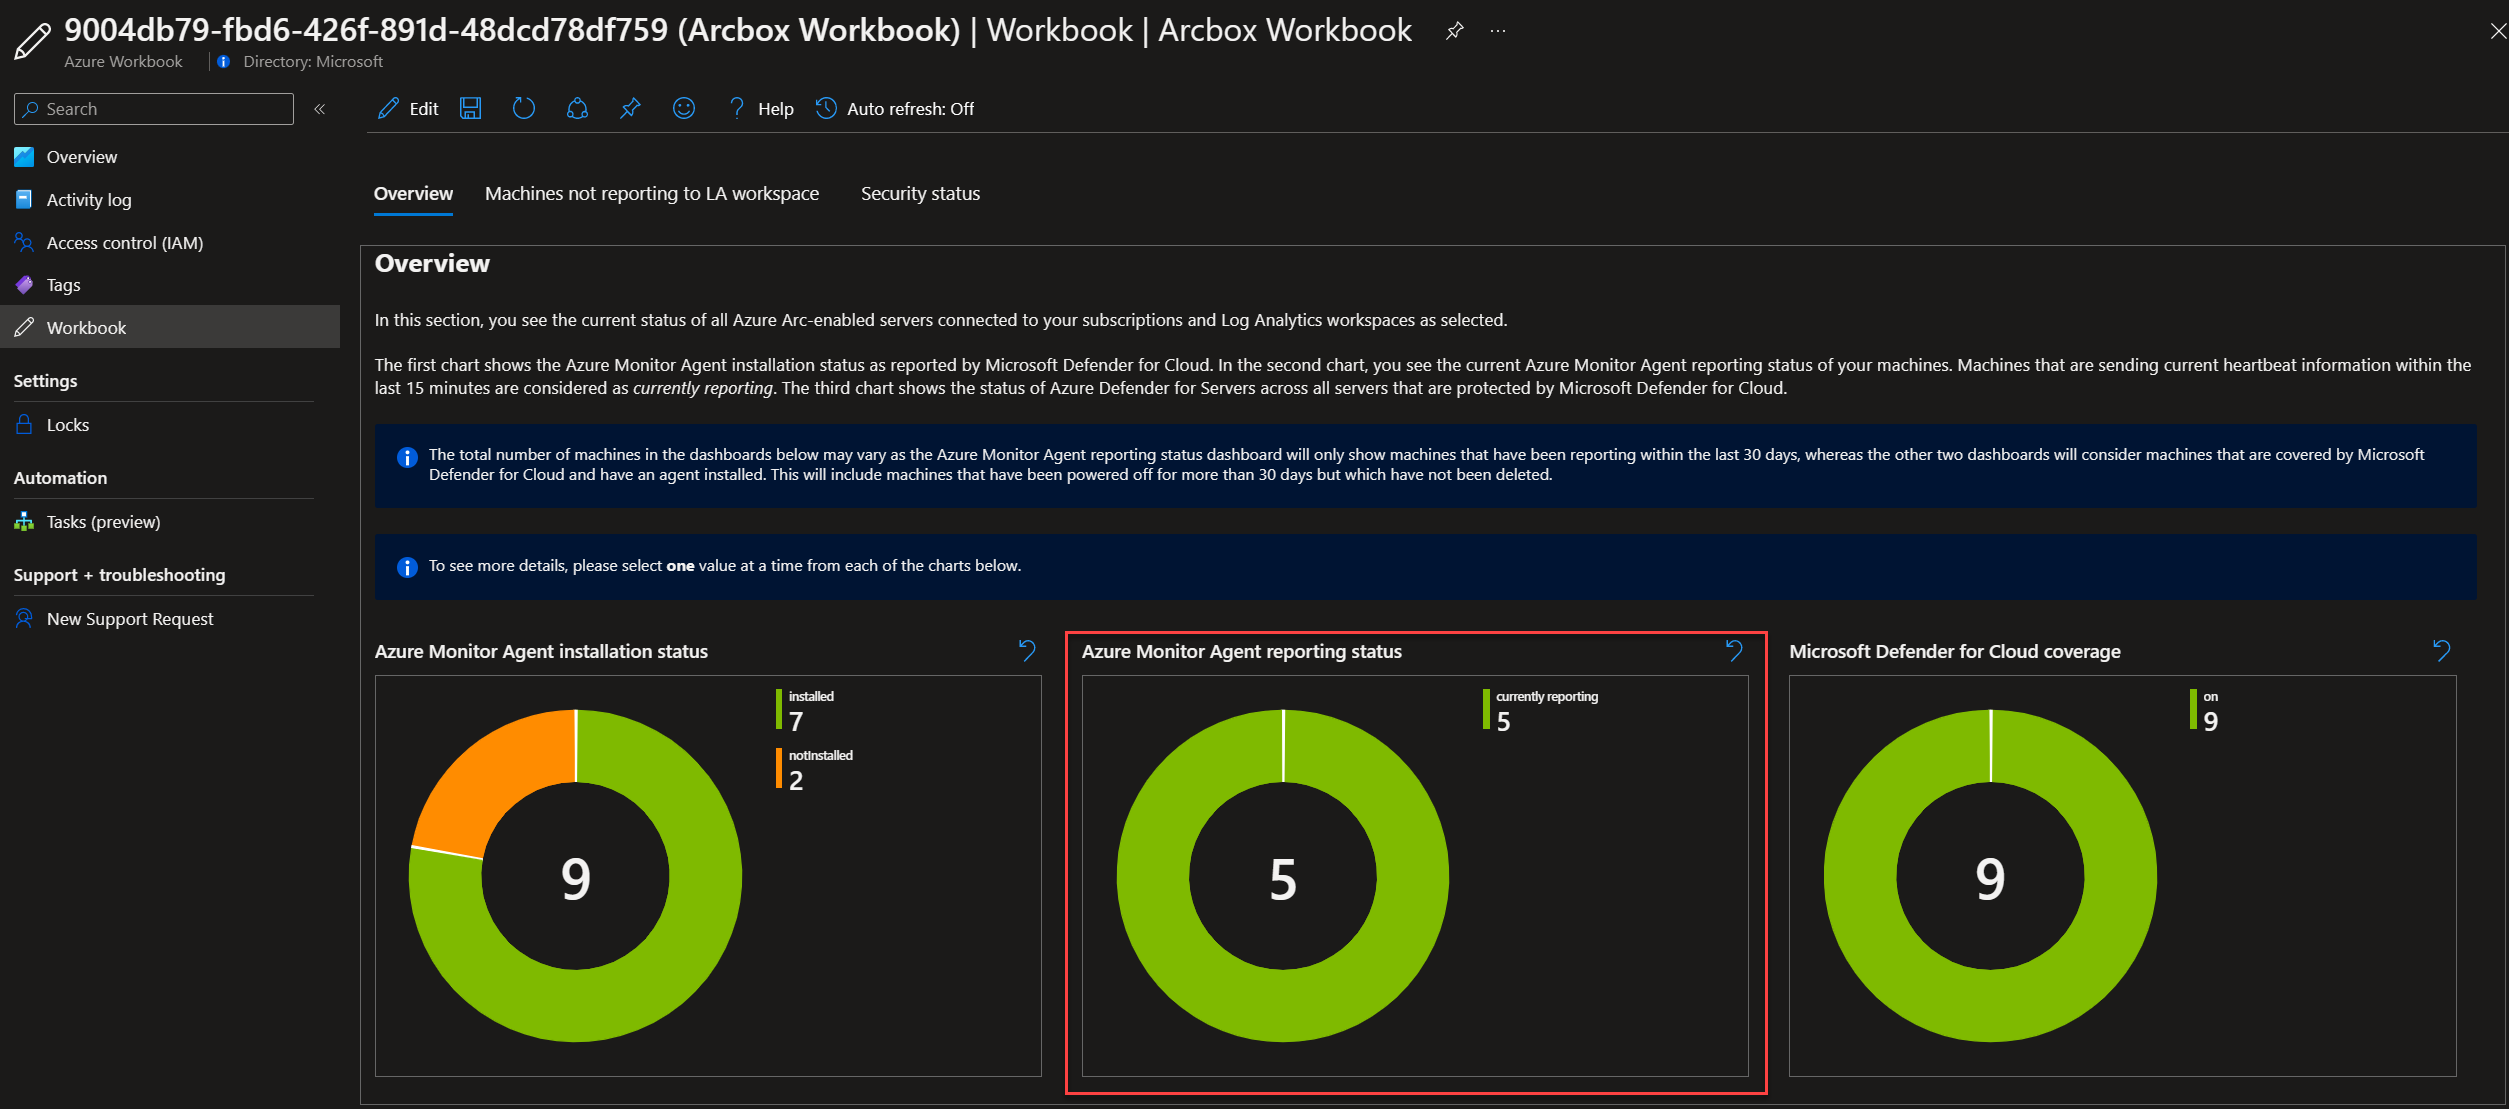 9004db79-fbd6-426f-891d-48dcd78df759 (Arcbox Workbook) | Workbook | Arcbox Workbook
Azure Workbook
Directory: Microsoft
Search
Edit
Help
Auto refresh: Off
Overview
Activity log
Access control (IAM)
Tags
Workbook
Settings
Locks
Automation
Tasks (preview)
Support + troubleshooting
New Support Request
Overview
Machines not reporting to LA workspace
Security status
Overview
In this section, you see the current status of all Azure Arc-enabled servers connected to your subscriptions and Log Analytics workspaces as selected.
The first chart shows the Azure Monitor Agent installation status as reported by Microsoft Defender for Cloud. In the second chart, you see the current Azure Monitor Agent reporting status of your machines. Machines that are sending current heartbeat information within the
last 15 minutes are considered as currently reporting. The third chart shows the status of Azure Defender for Servers across all servers that are protected by Microsoft Defender for Cloud.
The total number of machines in the dashboards below may vary as the Azure Monitor Agent reporting status dashboard will only show machines that have been reporting within the last 30 days, whereas the other two dashboards will consider machines that are covered by Microsoft
Defender for Cloud and have an agent installed. This will include machines that have been powered off for more than 30 days but which have not been deleted.
To see more details, please select one value at a time from each of the charts below.
Azure Monitor Agent installation status
installed
7
notInstalled
2
9
Azure Monitor Agent reporting status
currently reporting
5
5
Microsoft Defender for Cloud coverage
on
9
9